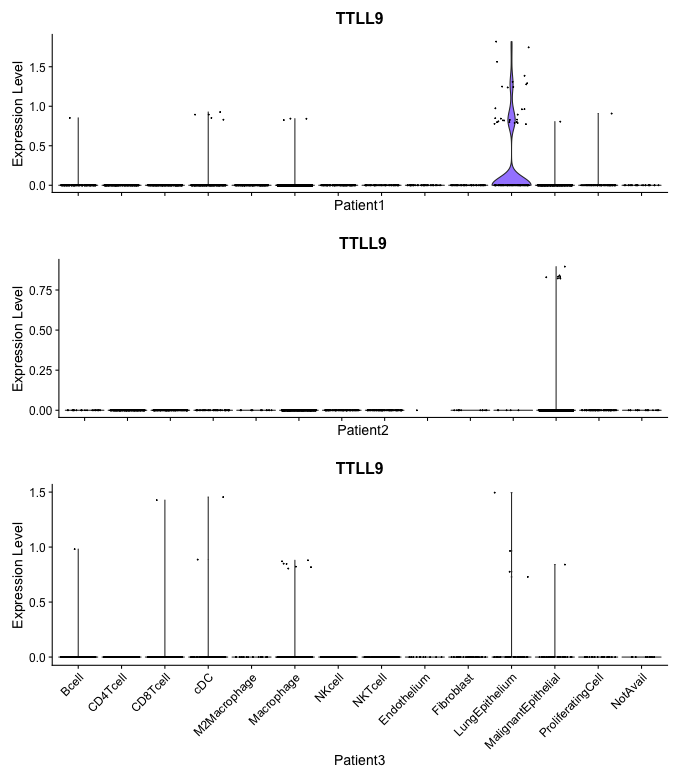 TTLL9
Expression Level
1.5
1.0
0.5
0.0
Patient1
TTLL9
Expression Level
0.75
0.50
0.25
0.00
Patient2
TTLL9
Expression Level
1.5
1.0
0.5
0.0
Bcell
CD4Tcell
CD8Tcell
cDC
M2Macrophage
Macrophage
NKcell
NKTcell
Endothelium
Fibroblast
LungEpithelium
MalignantEpithelial
ProliferatingCell
NotAvail
Patient3